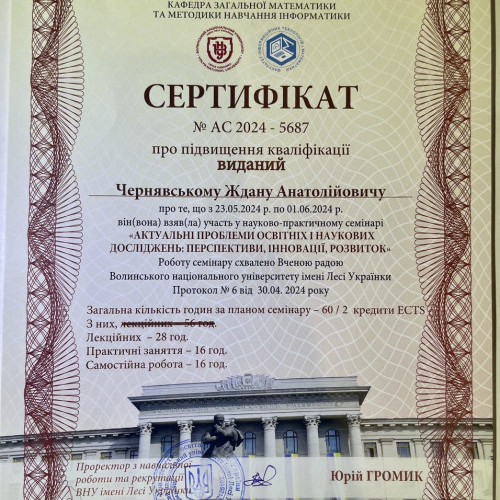 КАФЕДРА ЗАГАЛЬНОЇ МАТЕМАТИКИ
ТА МЕТОДИКИ НАВЧАННЯ ІНФОРМАТИКИ
СЕРТИФІКАТ
№ АС 2024 - 5687
про підвищення кваліфікації
виданий
Чернявському Ждану Анатолійовичу
про те, що з 23.05.2024 р. по 01.06.2024 р.
він(вона) взяв(ла) участь у науково-практичному семінарі
«АКТУАЛЬНІ ПРОБЛЕМИ ОСВІТНІХ І НАУКОВИХ
ДОСЛІДЖЕНЬ: ПЕРСПЕКТИВИ, ІННОВАЦІЇ, РОЗВИТОК»
Роботу семінару схвалено Вченою радою
Волинського національного університету імені Лесі Українки
Протокол № 6 від 30.04. 2024 року
Загальна кількість годин за планом семінару – 60 / 2 кредити ECTS
З них, лекційних – 56 год.
Лекційних – 28 год.
Практичні заняття – 16 год.
Самостійна робота – 16 год.
Проректор з навчальної
роботи та рекрутації
ВНУ імені Лесі Українки
Юрій ГРОМИК